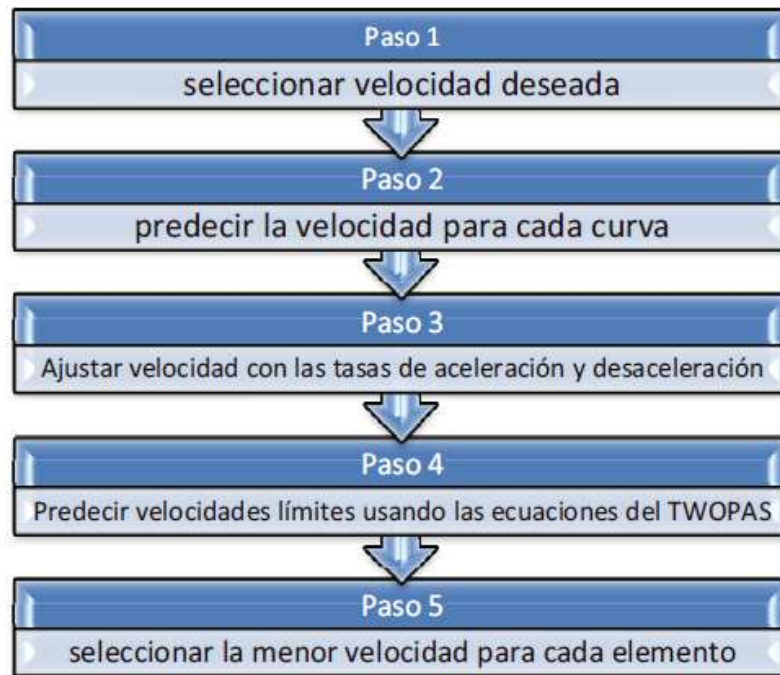 Paso 1
seleccionar velocidad deseada
Paso 2
predecir la velocidad para cada curva
Paso 3
Ajustar velocidad con las tasas de aceleración y desaceleración
Paso 4
Predecir velocidades límites usando las ecuaciones del TWOPAS
Paso 5
seleccionar la menor velocidad para cada elemento